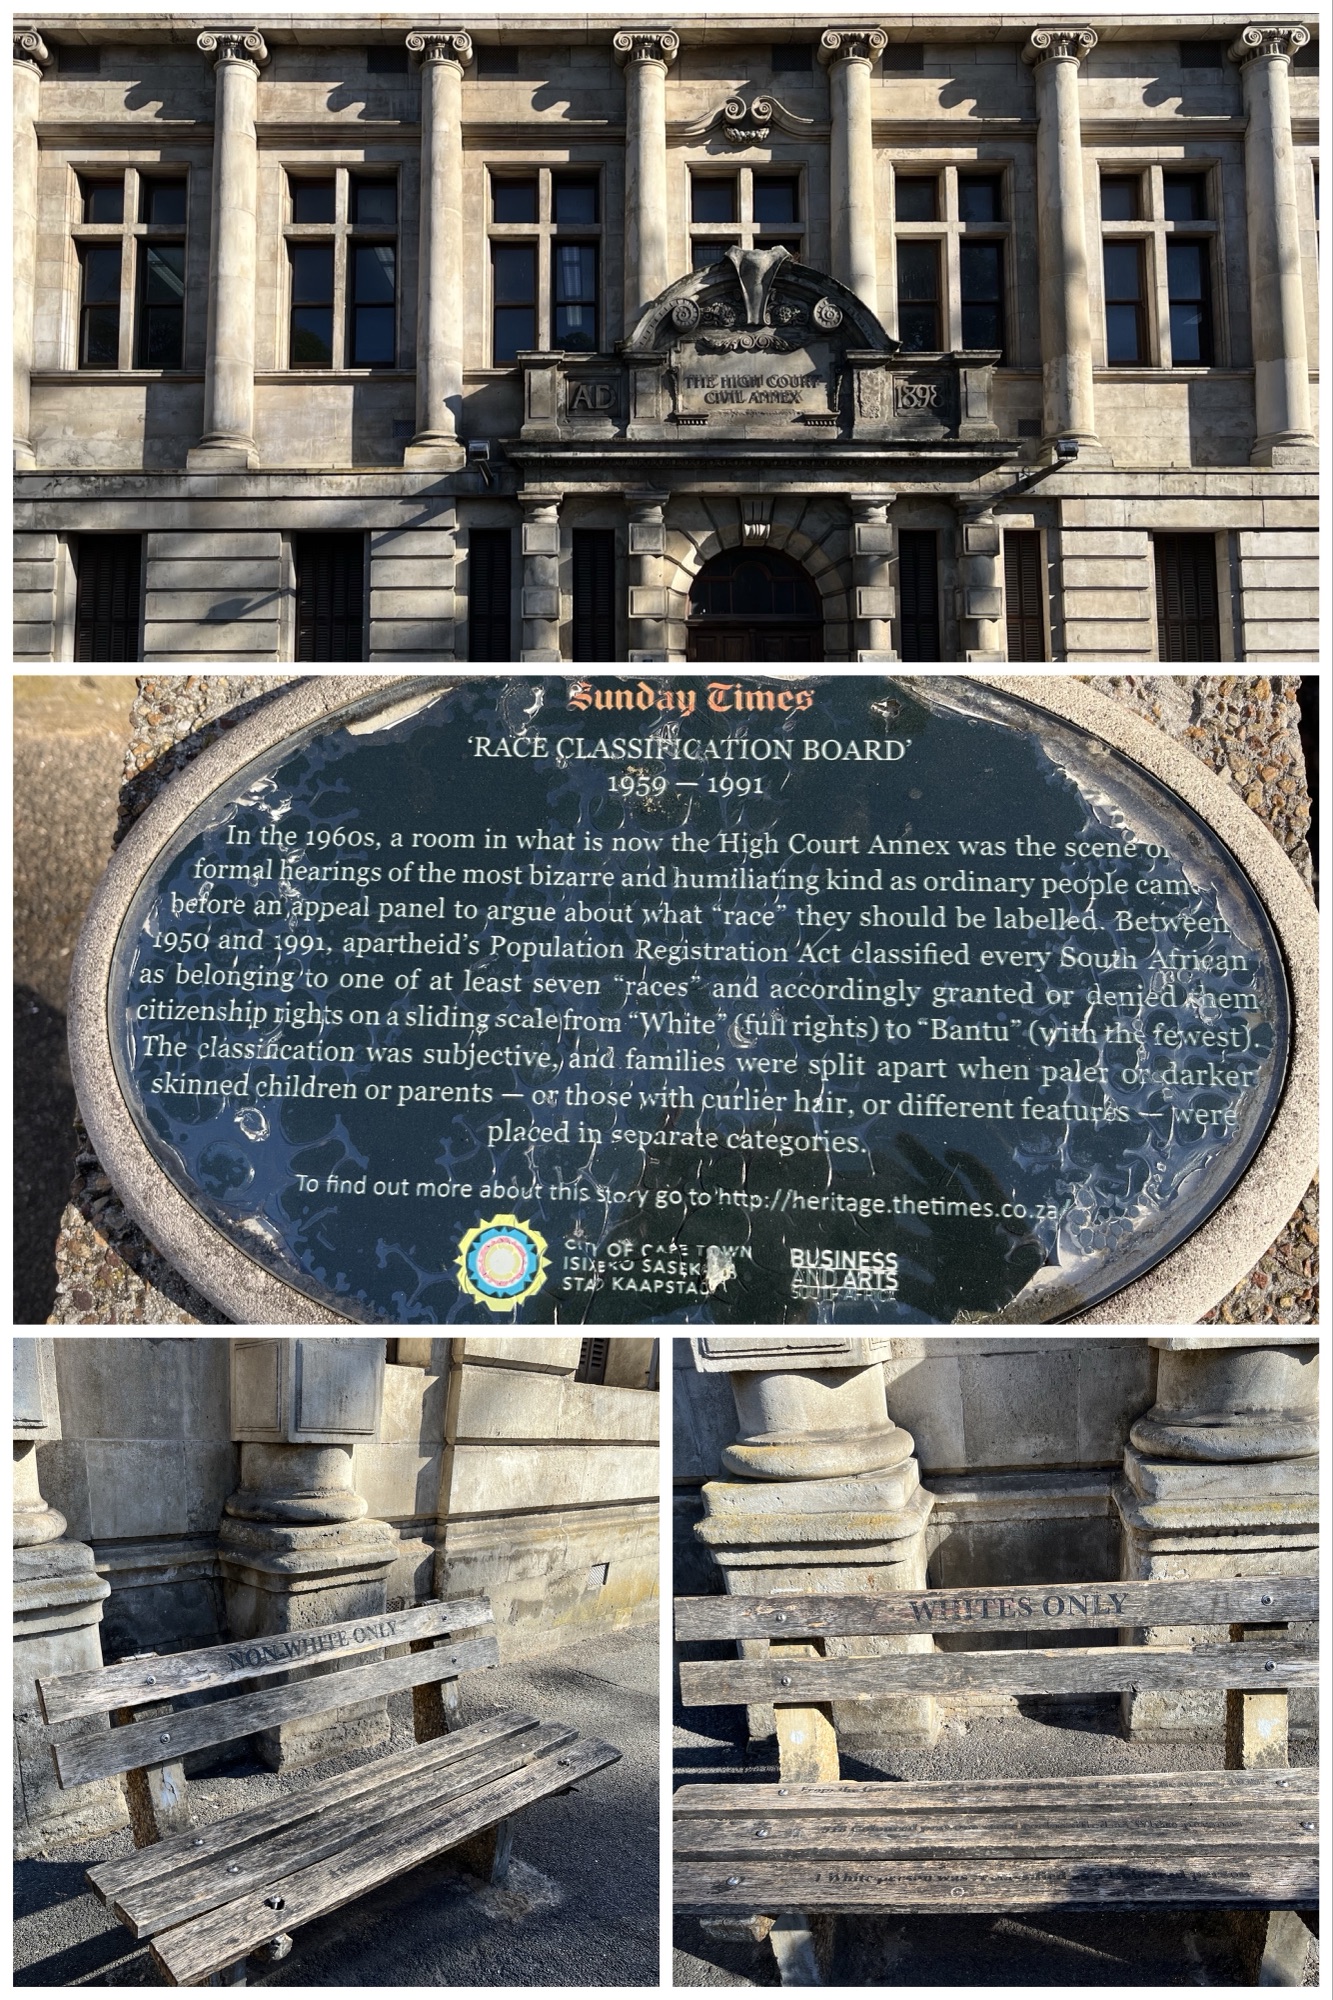 AD
THE HIGH COURT
CIVIL ANNEX
1898
Sunday Times
'RACE CLASSIFICATION BOARD'
1959 — 1991
In the 1960s, a room in what is now the High Court Annex was the scene of
formal hearings of the most bizarre and humiliating kind as ordinary people came
before an appeal panel to argue about what "race" they should be labelled. Between
1950 and 1991, apartheid's Population Registration Act classified every South African
as belonging to one of at least seven "races" and accordingly granted or denied them
citizenship rights on a sliding scale from "White" (full rights) to "Bantu" (with the fewest).
The classification was subjective, and families were split apart when paler or darker
skinned children or parents — or those with curlier hair, or different features — were
placed in separate categories.
To find out more about this story go to http://heritage.thetimes.co.za/
CITY OF CAPE TOWN
ISIXEKO SASEKAPA
STAD KAAPSTAD
BUSINESS
AND ARTS
SOUTH AFRICA
NON-WHITE ONLY
WHITES ONLY
1 White person was